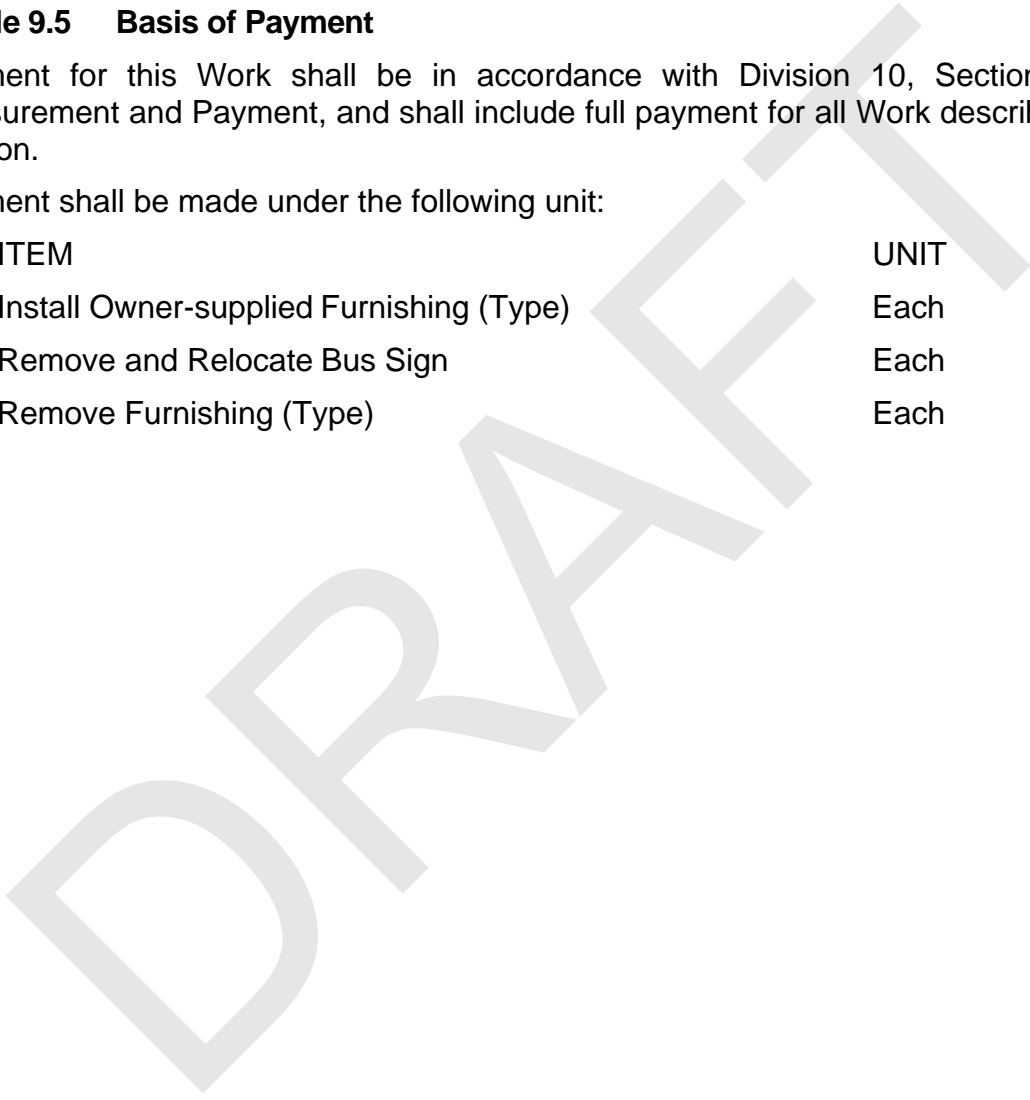 le 9.5 Basis of Payment
nent for this Work shall be in accordance with Division 10, Section
surement and Payment, and shall include full payment for all Work describ
on.
nent shall be made under the following unit:
ITEM UNIT
Install Owner-supplied Furnishing (Type) Each
Remove and Relocate Bus Sign Each
Remove Furnishing (Type) Each
DRAFT